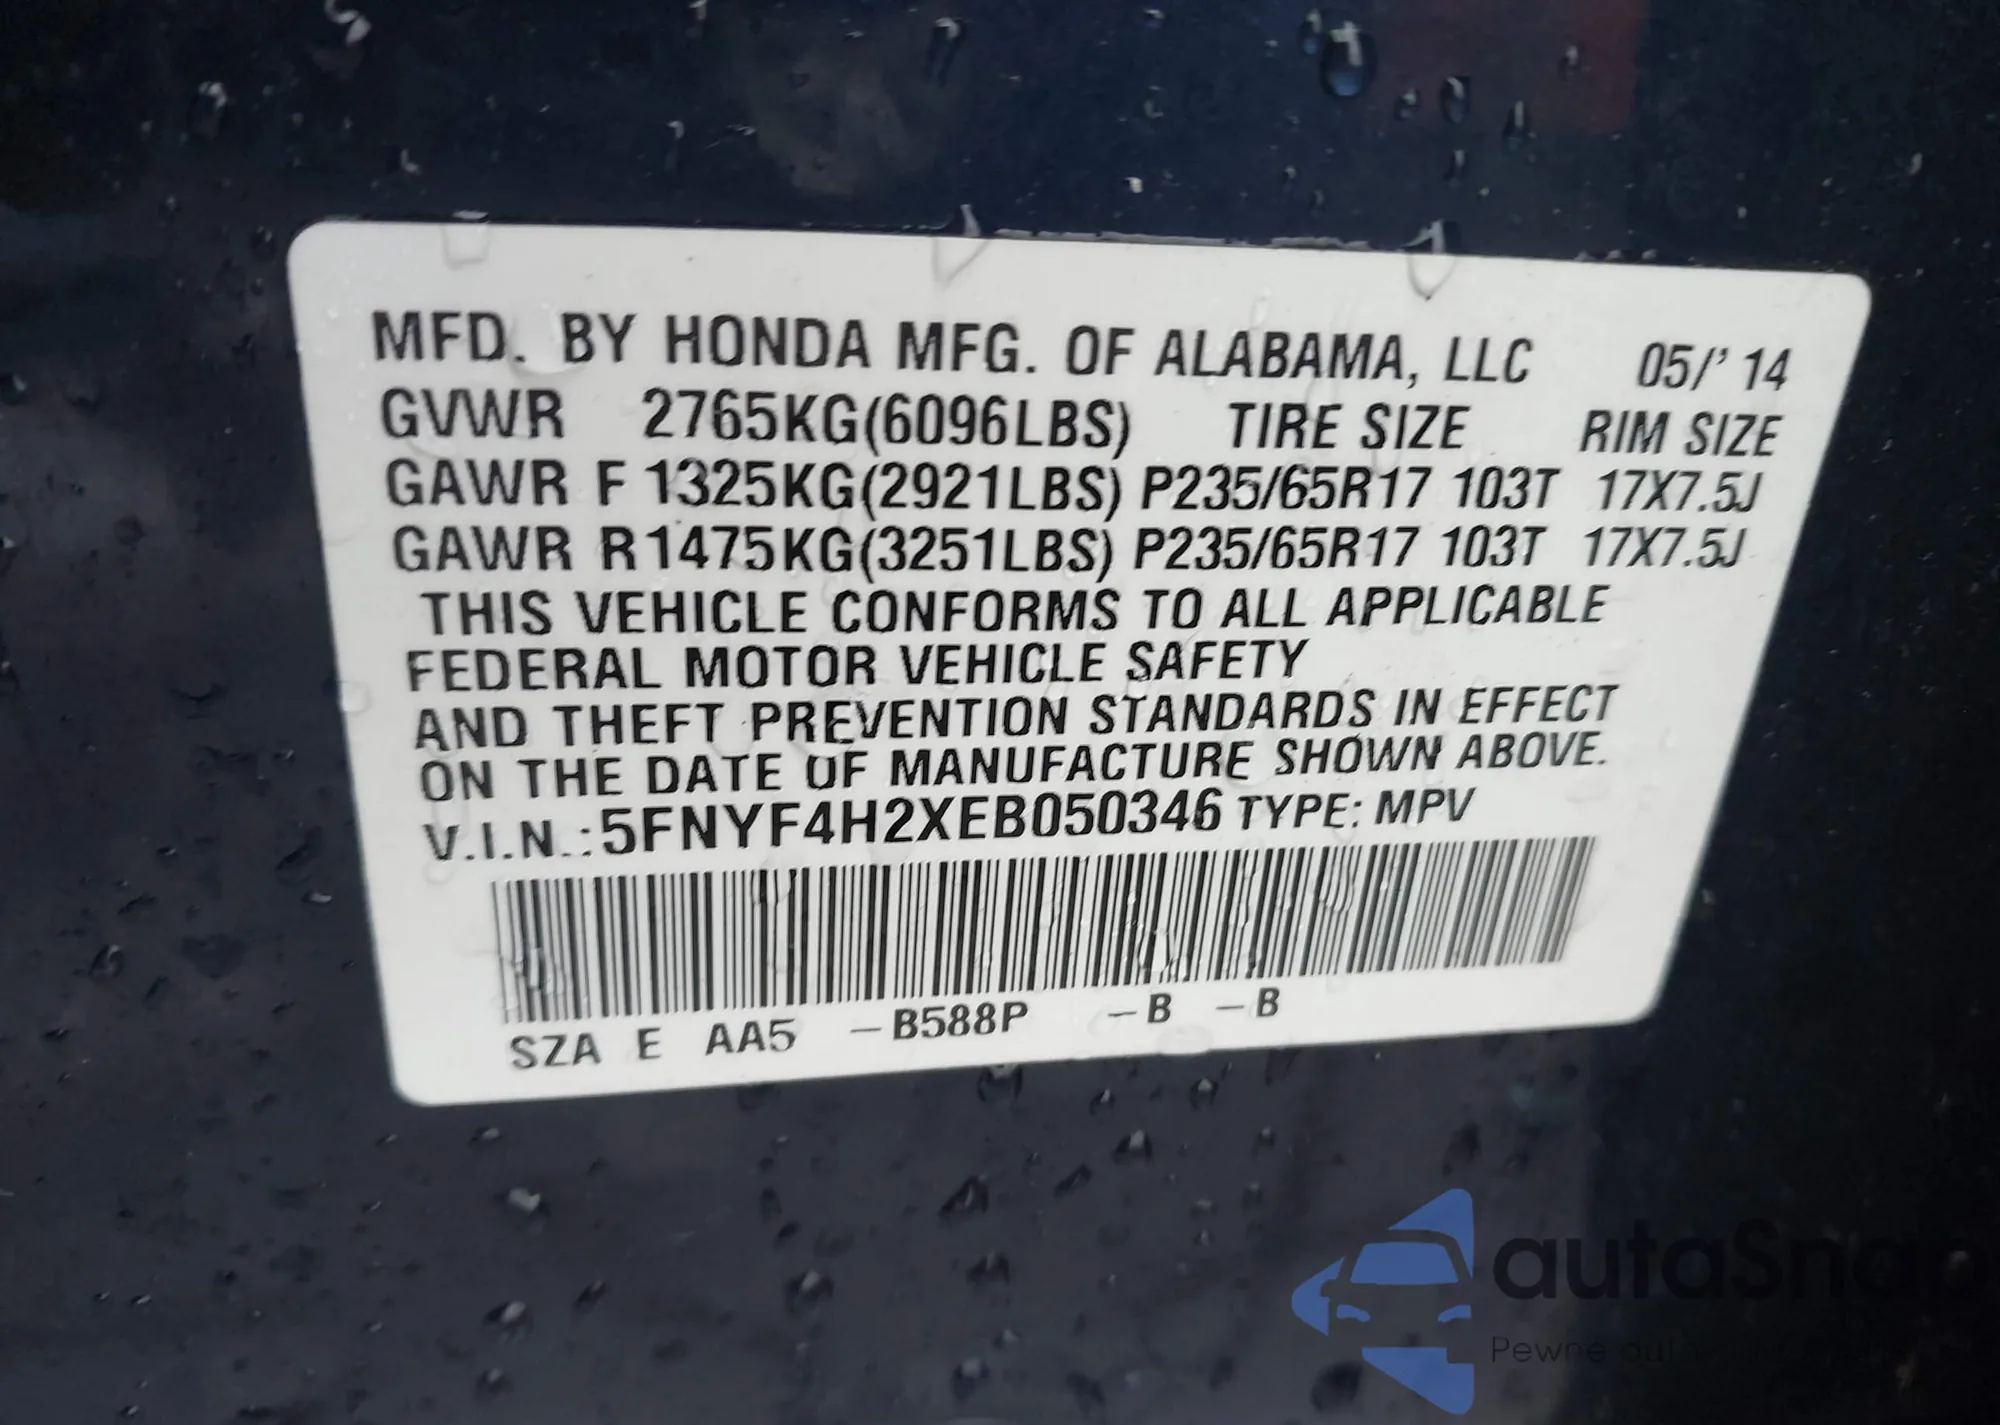 MFD. BY HONDA MFG. OF ALABAMA, LLC 05/' 14
GVWR 2765KG(6096LBS) TIRE SIZE RIM SIZE
GAWR F 1325KG(2921LBS) P235/65R17 103T 17X7.5J
GAWR R1475KG(3251LBS) P235/65R17 103T 17X7.5J
THIS VEHICLE CONFORMS TO ALL APPLICABLE
FEDERAL MOTOR VEHICLE SAFETY
AND THEFT PREVENTION STANDARDS IN EFFECT
ON THE DATE OF MANUFACTURE SHOWN ABOVE.
V.I.N.:5FNYF4H2XEB050346 TYPE: MPV
SZA E AA5 –B588P –B –B
autoSnap
Pewne